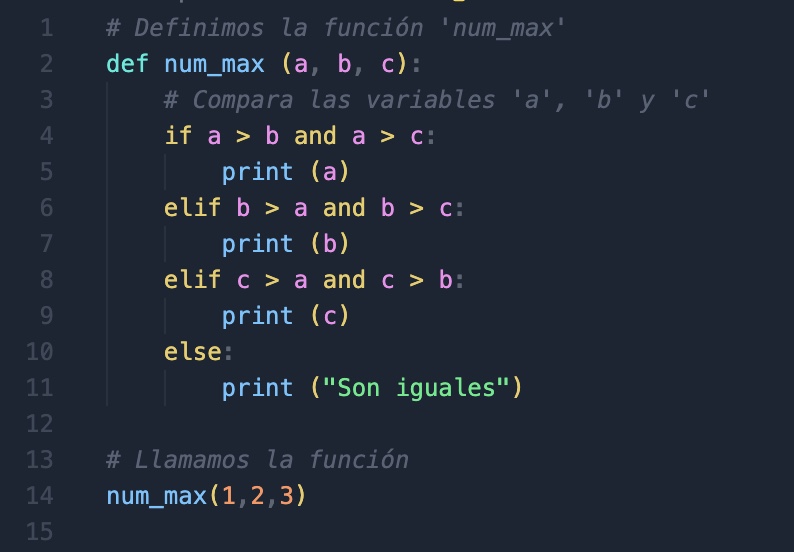 1 # Definimos la función 'num_max'
2 def num_max (a, b, c):
3 # Compara las variables 'a', 'b' y 'c'
4 if a > b and a > c:
5 print (a)
6 elif b > a and b > c:
7 print (b)
8 elif c > a and c > b:
9 print (c)
10 else:
11 print ("Son iguales")
12
13 # Llamamos la función
14 num_max(1,2,3)
15